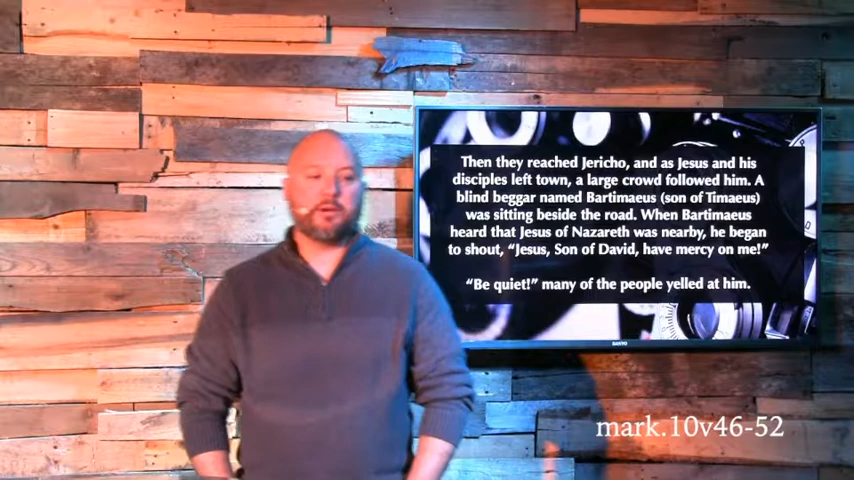 Then they reached Jericho, and as Jesus and his
disciples left town, a large crowd followed him. A
blind beggar named Bartimaeus (son of Timaeus)
was sitting beside the road. When Bartimaeus
heard that Jesus of Nazareth was nearby, he began
to shout, “Jesus, Son of David, have mercy on me!”
“Be quiet!” many of the people yelled at him.
SANYO
mark.10v46-52